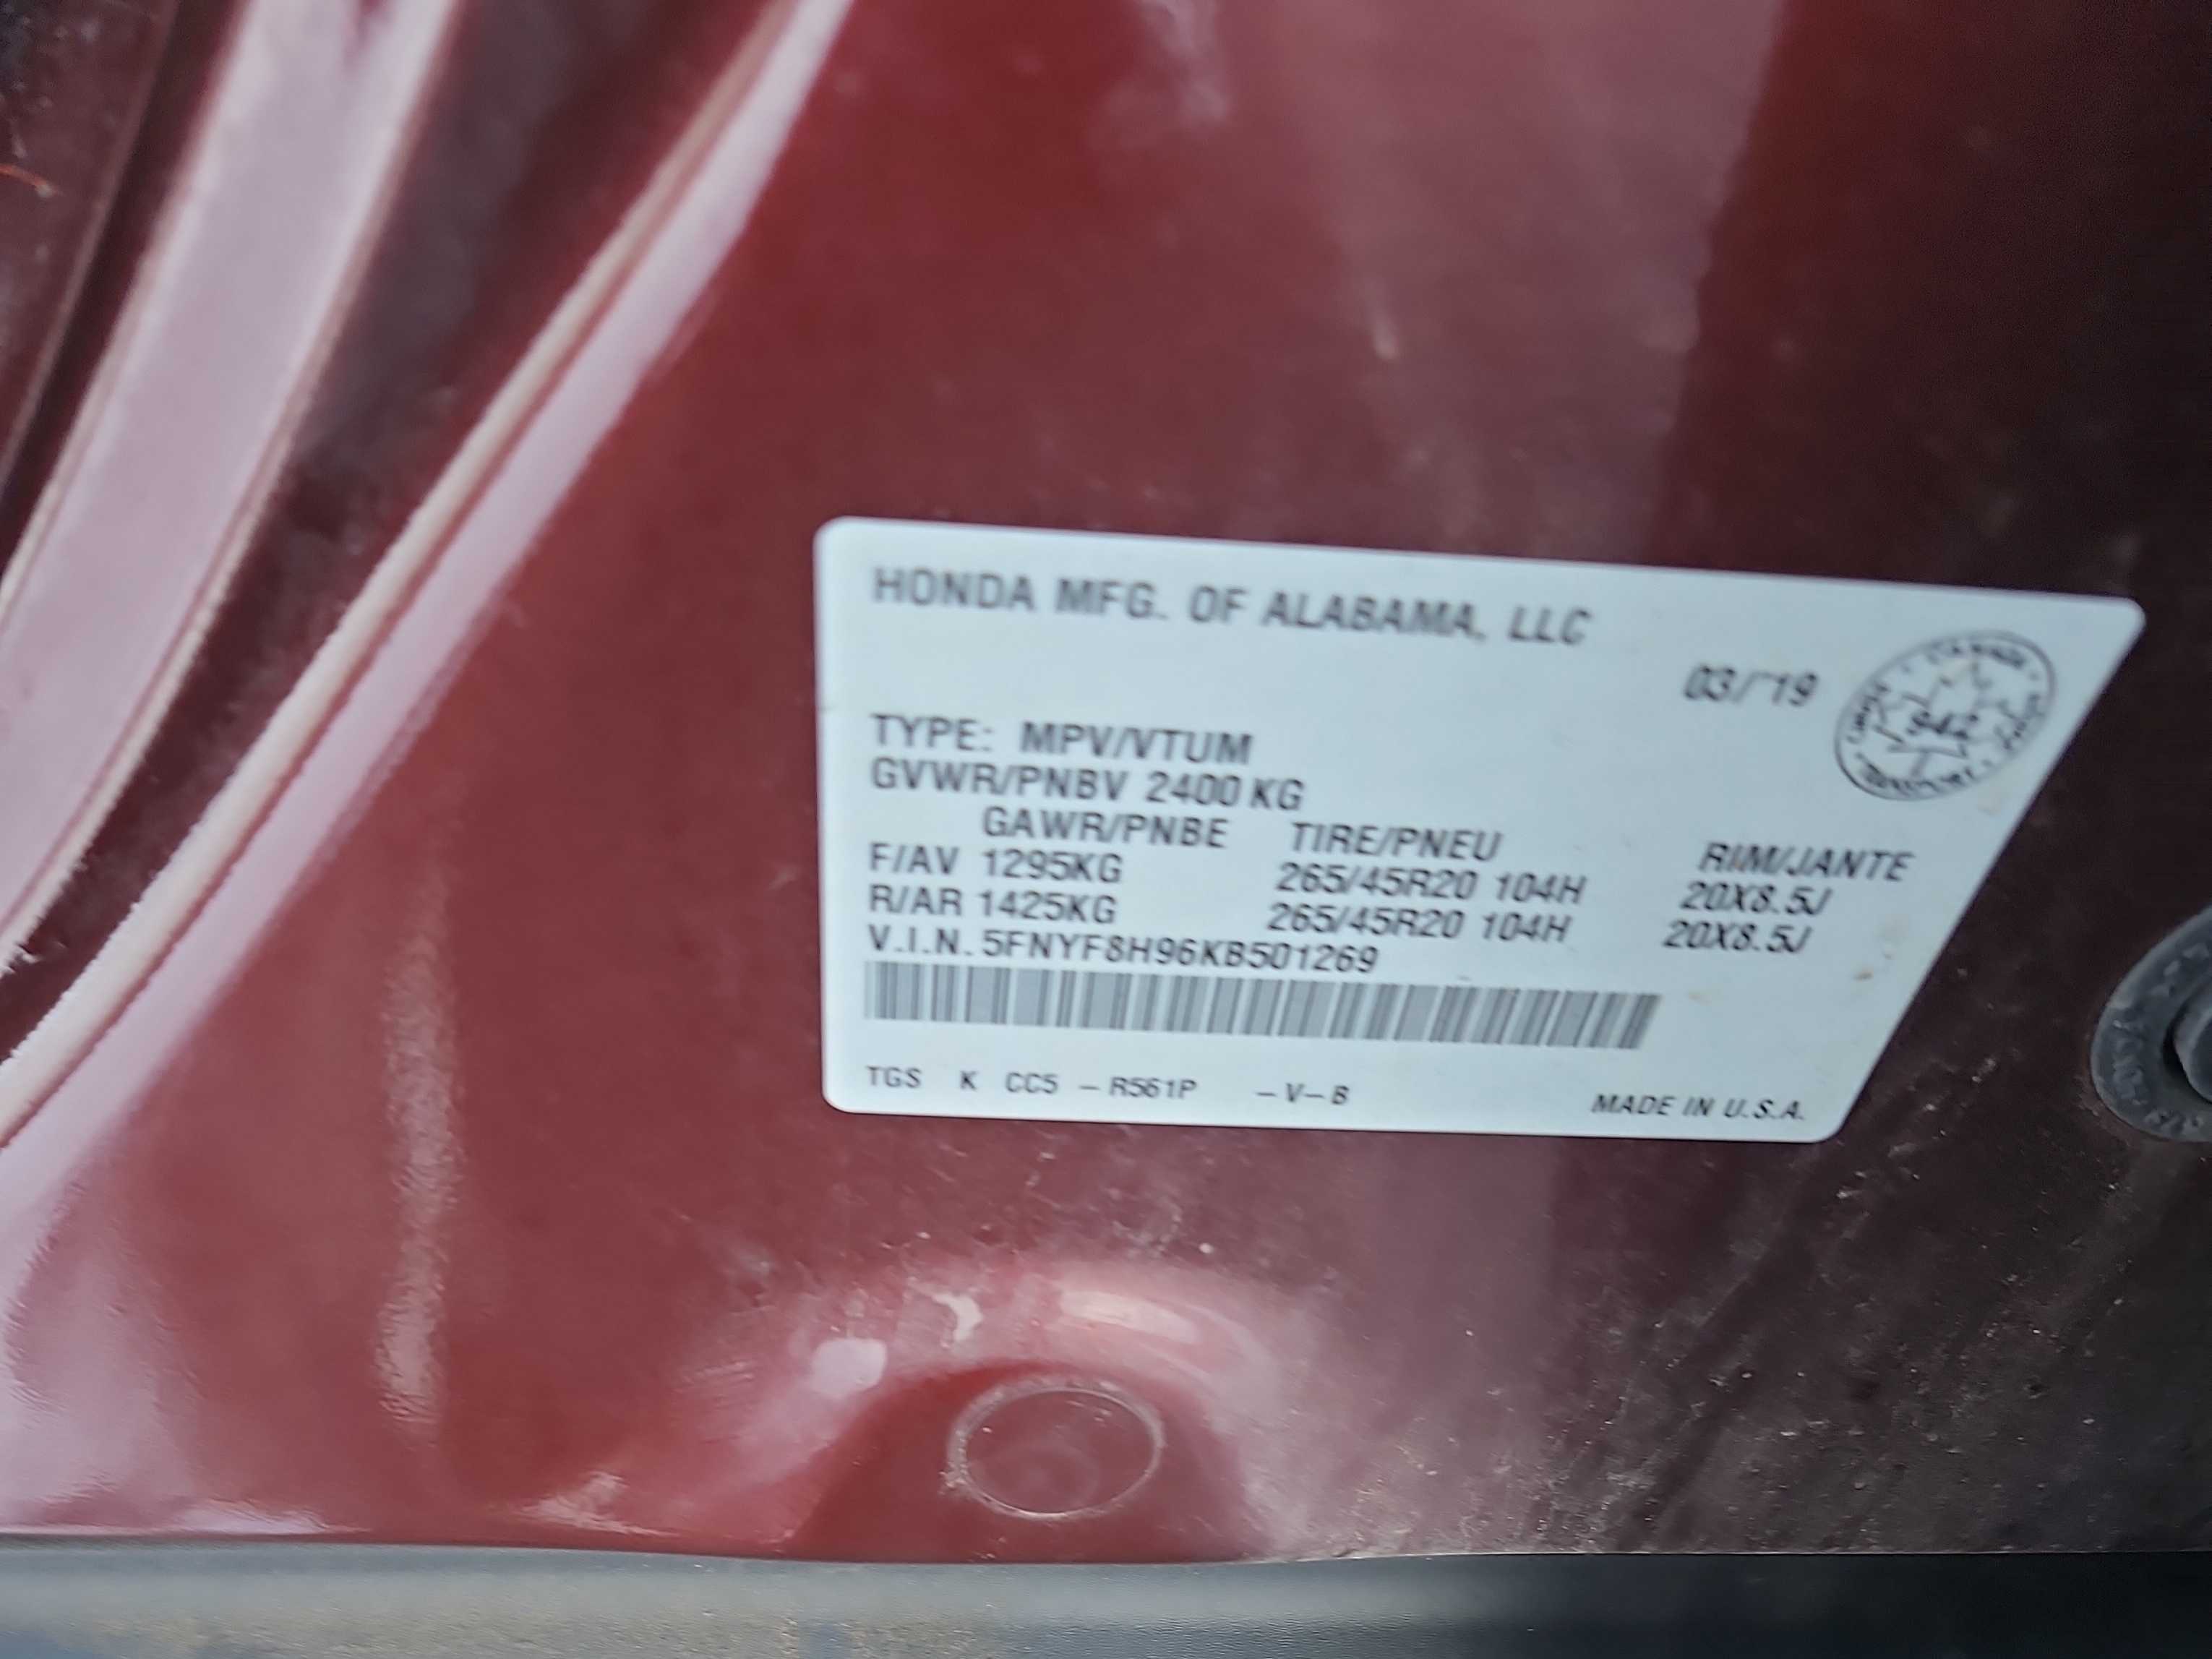 HONDA MFG. OF ALABAMA, LLC
03/'19
TYPE: MPV/VTUM
GVWR/PNBV 2400 KG
GAWR/PNBE TIRE/PNEU RIM/JANTE
F/AV 1295KG 265/45R20 104H 20X8.5J
R/AR 1425KG 265/45R20 104H 20X8.5J
V.I.N. 5FNYF8H96KB501269
TGS K CC5 – R561P – V – B MADE IN U.S.A.